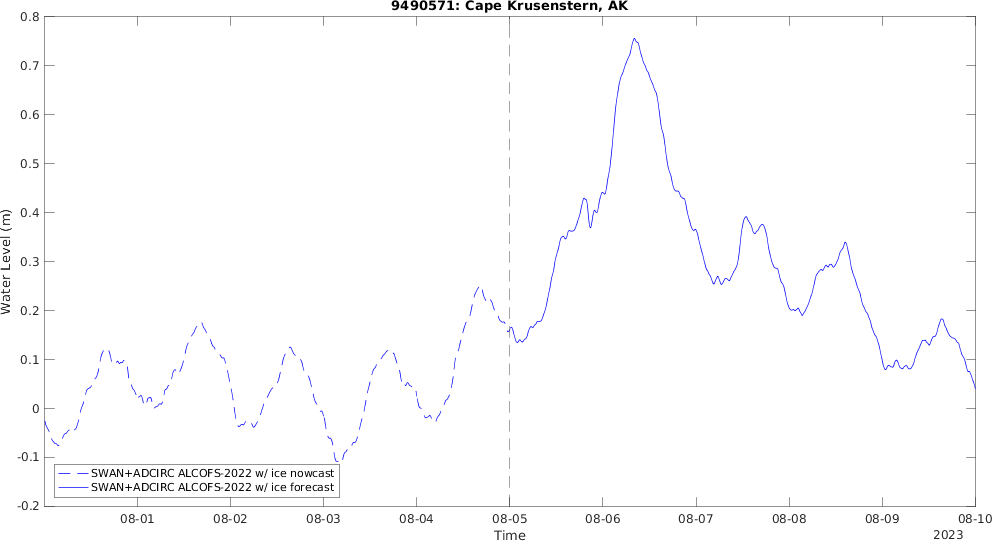 9490571: Cape Krusenstern, AK
0.8
0.7
0.6
0.5
0.4
0.3
0.2
0.1
0
-0.1
-0.2
Water Level (m)
SWAN+ADCIRC ALCOFS-2022 w/ ice nowcast
SWAN+ADCIRC ALCOFS-2022 w/ ice forecast
08-01 08-02 08-03 08-04 08-05 08-06 08-07 08-08 08-09 08-10
Time
2023